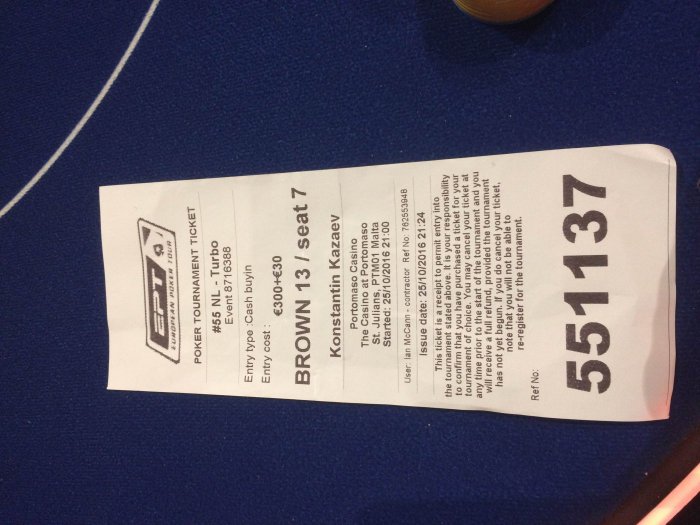 EPT
EUROPEAN POKER TOUR
POKER TOURNAMENT TICKET
#55 NL - Turbo
Event 8716388
Entry type :Cash buyin
Entry cost :
€300+€30
BROWN 13 / seat 7
Konstantin Kazaev
Portomaso Casino
The Casino at Portomaso
St. Julians, PTM01 Malta
Started: 25/10/2016 21:00
User: Ian McCann - contractor Ref No: 762553948
Issue date: 25/10/2016 21:24
This ticket is a receipt to permit entry into
the tournament stated above. It is your responsibility
to confirm that you have purchased a ticket for your
tournament of choice. You may cancel your ticket at
any time prior to the start of the tournament and you
will receive a full refund, provided the tournament
has not yet begun. If you do cancel your ticket,
note that you will not be able to
re-register for the tournament.
Ref No:
551137